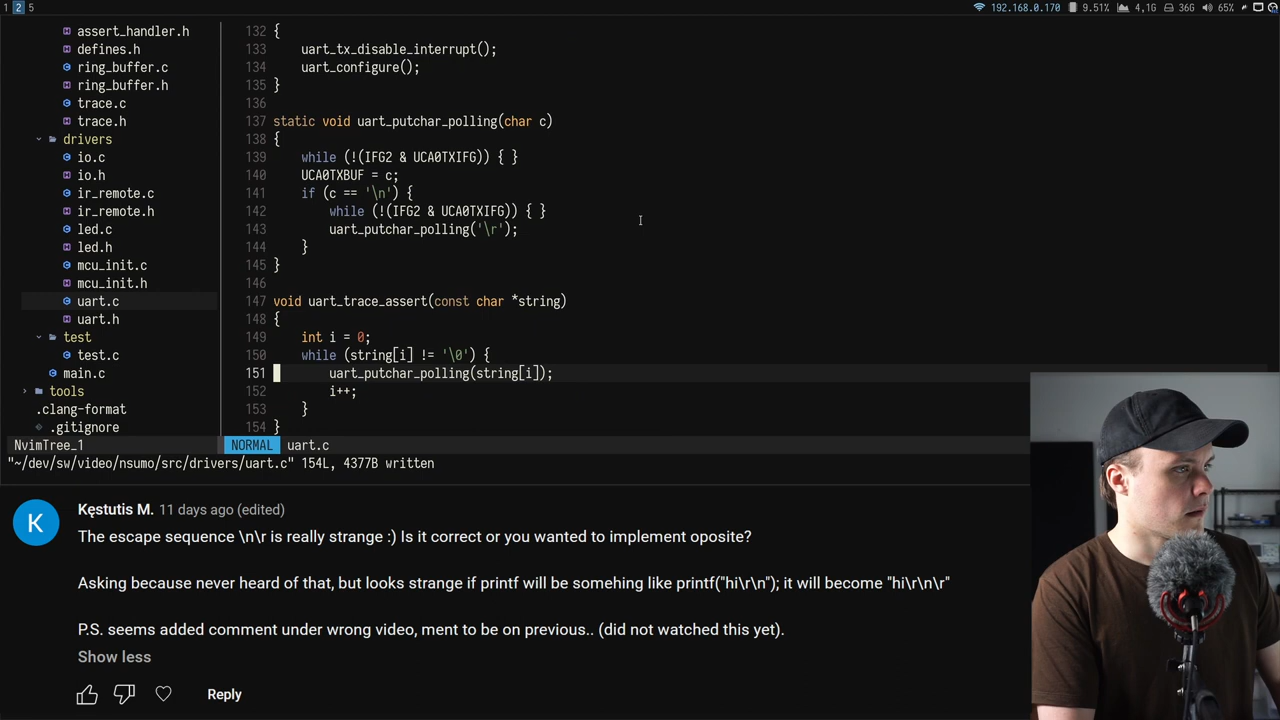 1 2 5
192.168.0.170 9.51% 4,1G 36G 65%
assert_handler.h
defines.h
ring_buffer.c
ring_buffer.h
trace.c
trace.h
drivers
io.c
io.h
ir_remote.c
ir_remote.h
led.c
led.h
mcu_init.c
mcu_init.h
uart.c
uart.h
test
test.c
main.c
tools
.clang-format
.gitignore
132 {
133 uart_tx_disable_interrupt();
134 uart_configure();
135 }
136
137 static void uart_putchar_polling(char c)
138 {
139 while (!(IFG2 & UCA0TXIFG)) { }
140 UCA0TXBUF = c;
141 if (c == '\n') {
142 while (!(IFG2 & UCA0TXIFG)) { }
143 uart_putchar_polling('\r');
144 }
145 }
146
147 void uart_trace_assert(const char *string)
148 {
149 int i = 0;
150 while (string[i] != '\0') {
151 uart_putchar_polling(string[i]);
152 i++;
153 }
154 }
NvimTree_1 NORMAL uart.c
"~/dev/sw/video/nsumo/src/drivers/uart.c" 154L, 4377B written
K
Kęstutis M. 11 days ago (edited)
The escape sequence \n\r is really strange :) Is it correct or you wanted to implement oposite?
Asking because never heard of that, but looks strange if printf will be somehing like printf("hi\r\n"); it will become "hi\r\n\r"
P.S. seems added comment under wrong video, ment to be on previous.. (did not watched this yet).
Show less
Reply